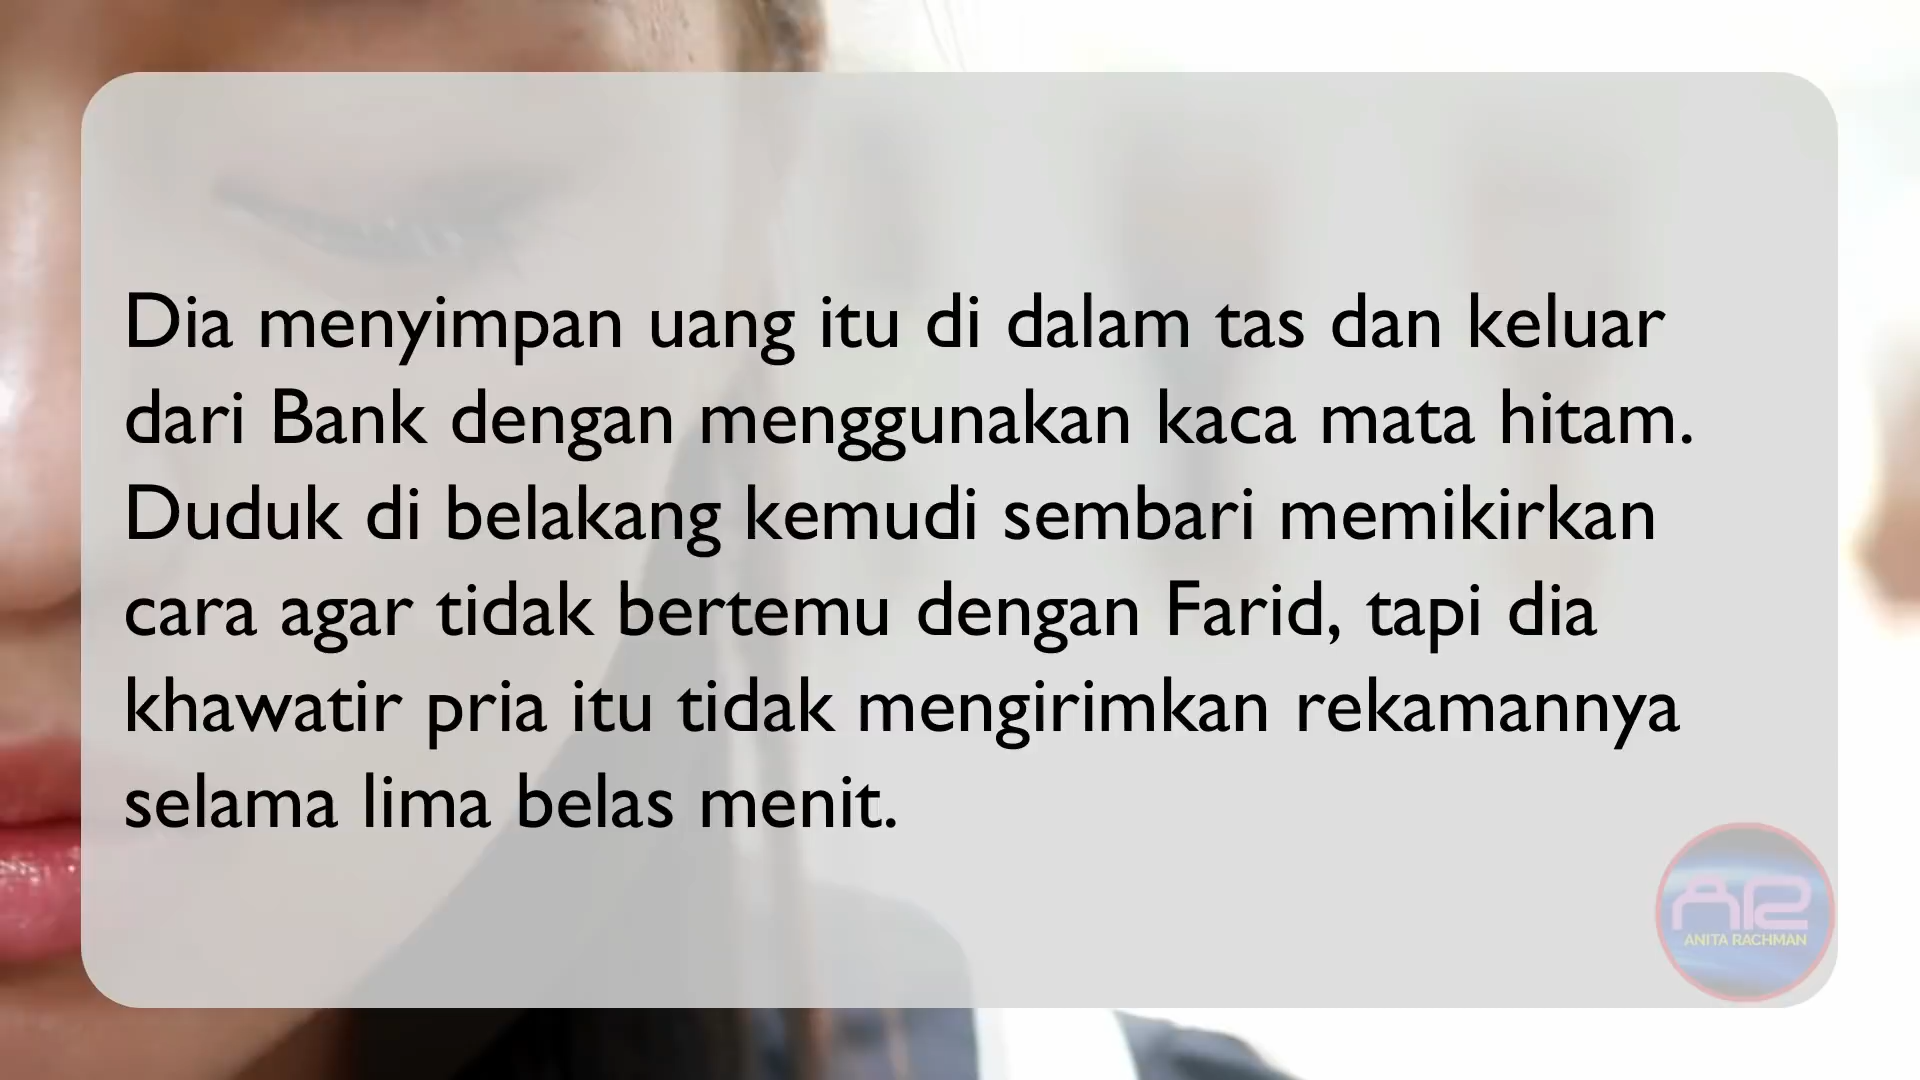 Dia menyimpan uang itu di dalam tas dan keluar
dari Bank dengan menggunakan kaca mata hitam.
Duduk di belakang kemudi sembari memikirkan
cara agar tidak bertemu dengan Farid, tapi dia
khawatir pria itu tidak mengirimkan rekamannya
selama lima belas menit.
AR
ANITA RACHMAN